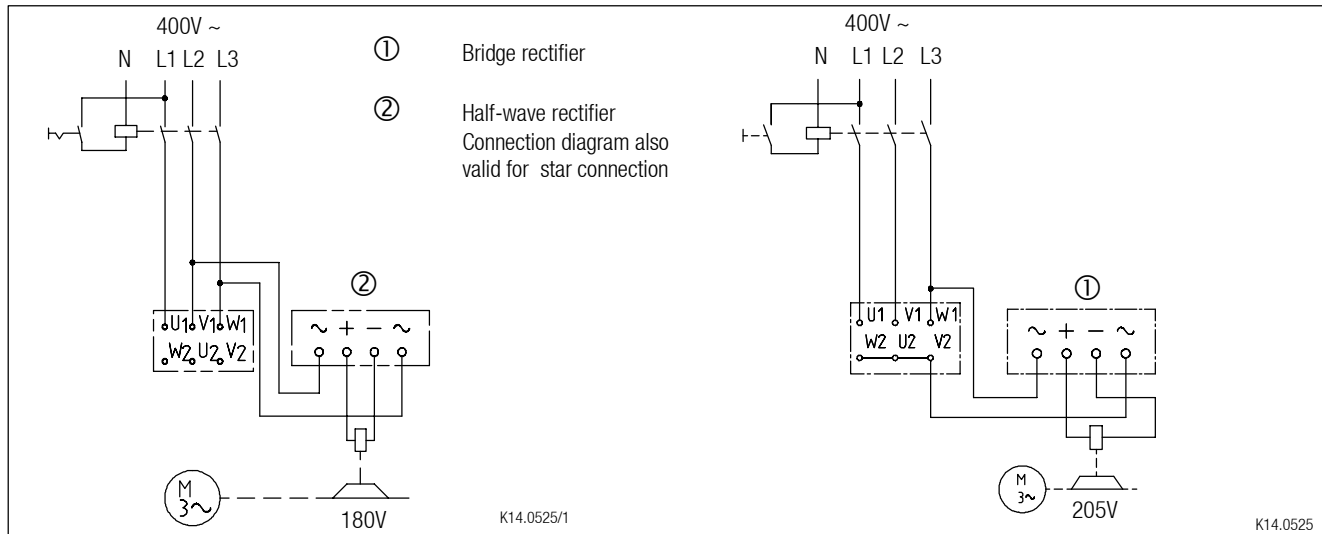 400V ~
N L1 L2 L3
① Bridge rectifier
② Half-wave rectifier
Connection diagram also
valid for star connection
②
U1 V1 W1
W2 U2 V2
~ + − ~
M
3~
180V
K14.0525/1
400V ~
N L1 L2 L3
①
U1 V1 W1
W2 U2 V2
~ + − ~
M
3~
205V
K14.0525